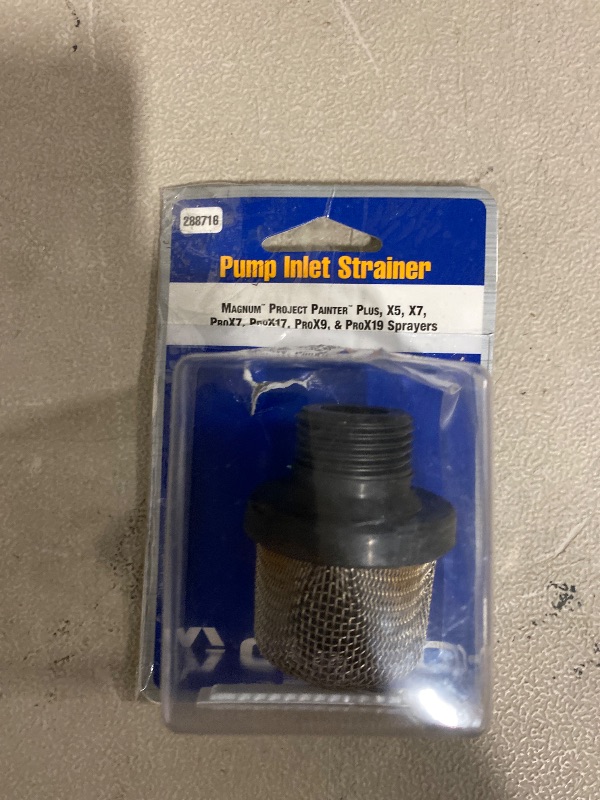 288716
Pump Inlet Strainer
Magnum™ Project Painter™ Plus, X5, X7,
ProX7, ProX17, ProX9, & ProX19 Sprayers